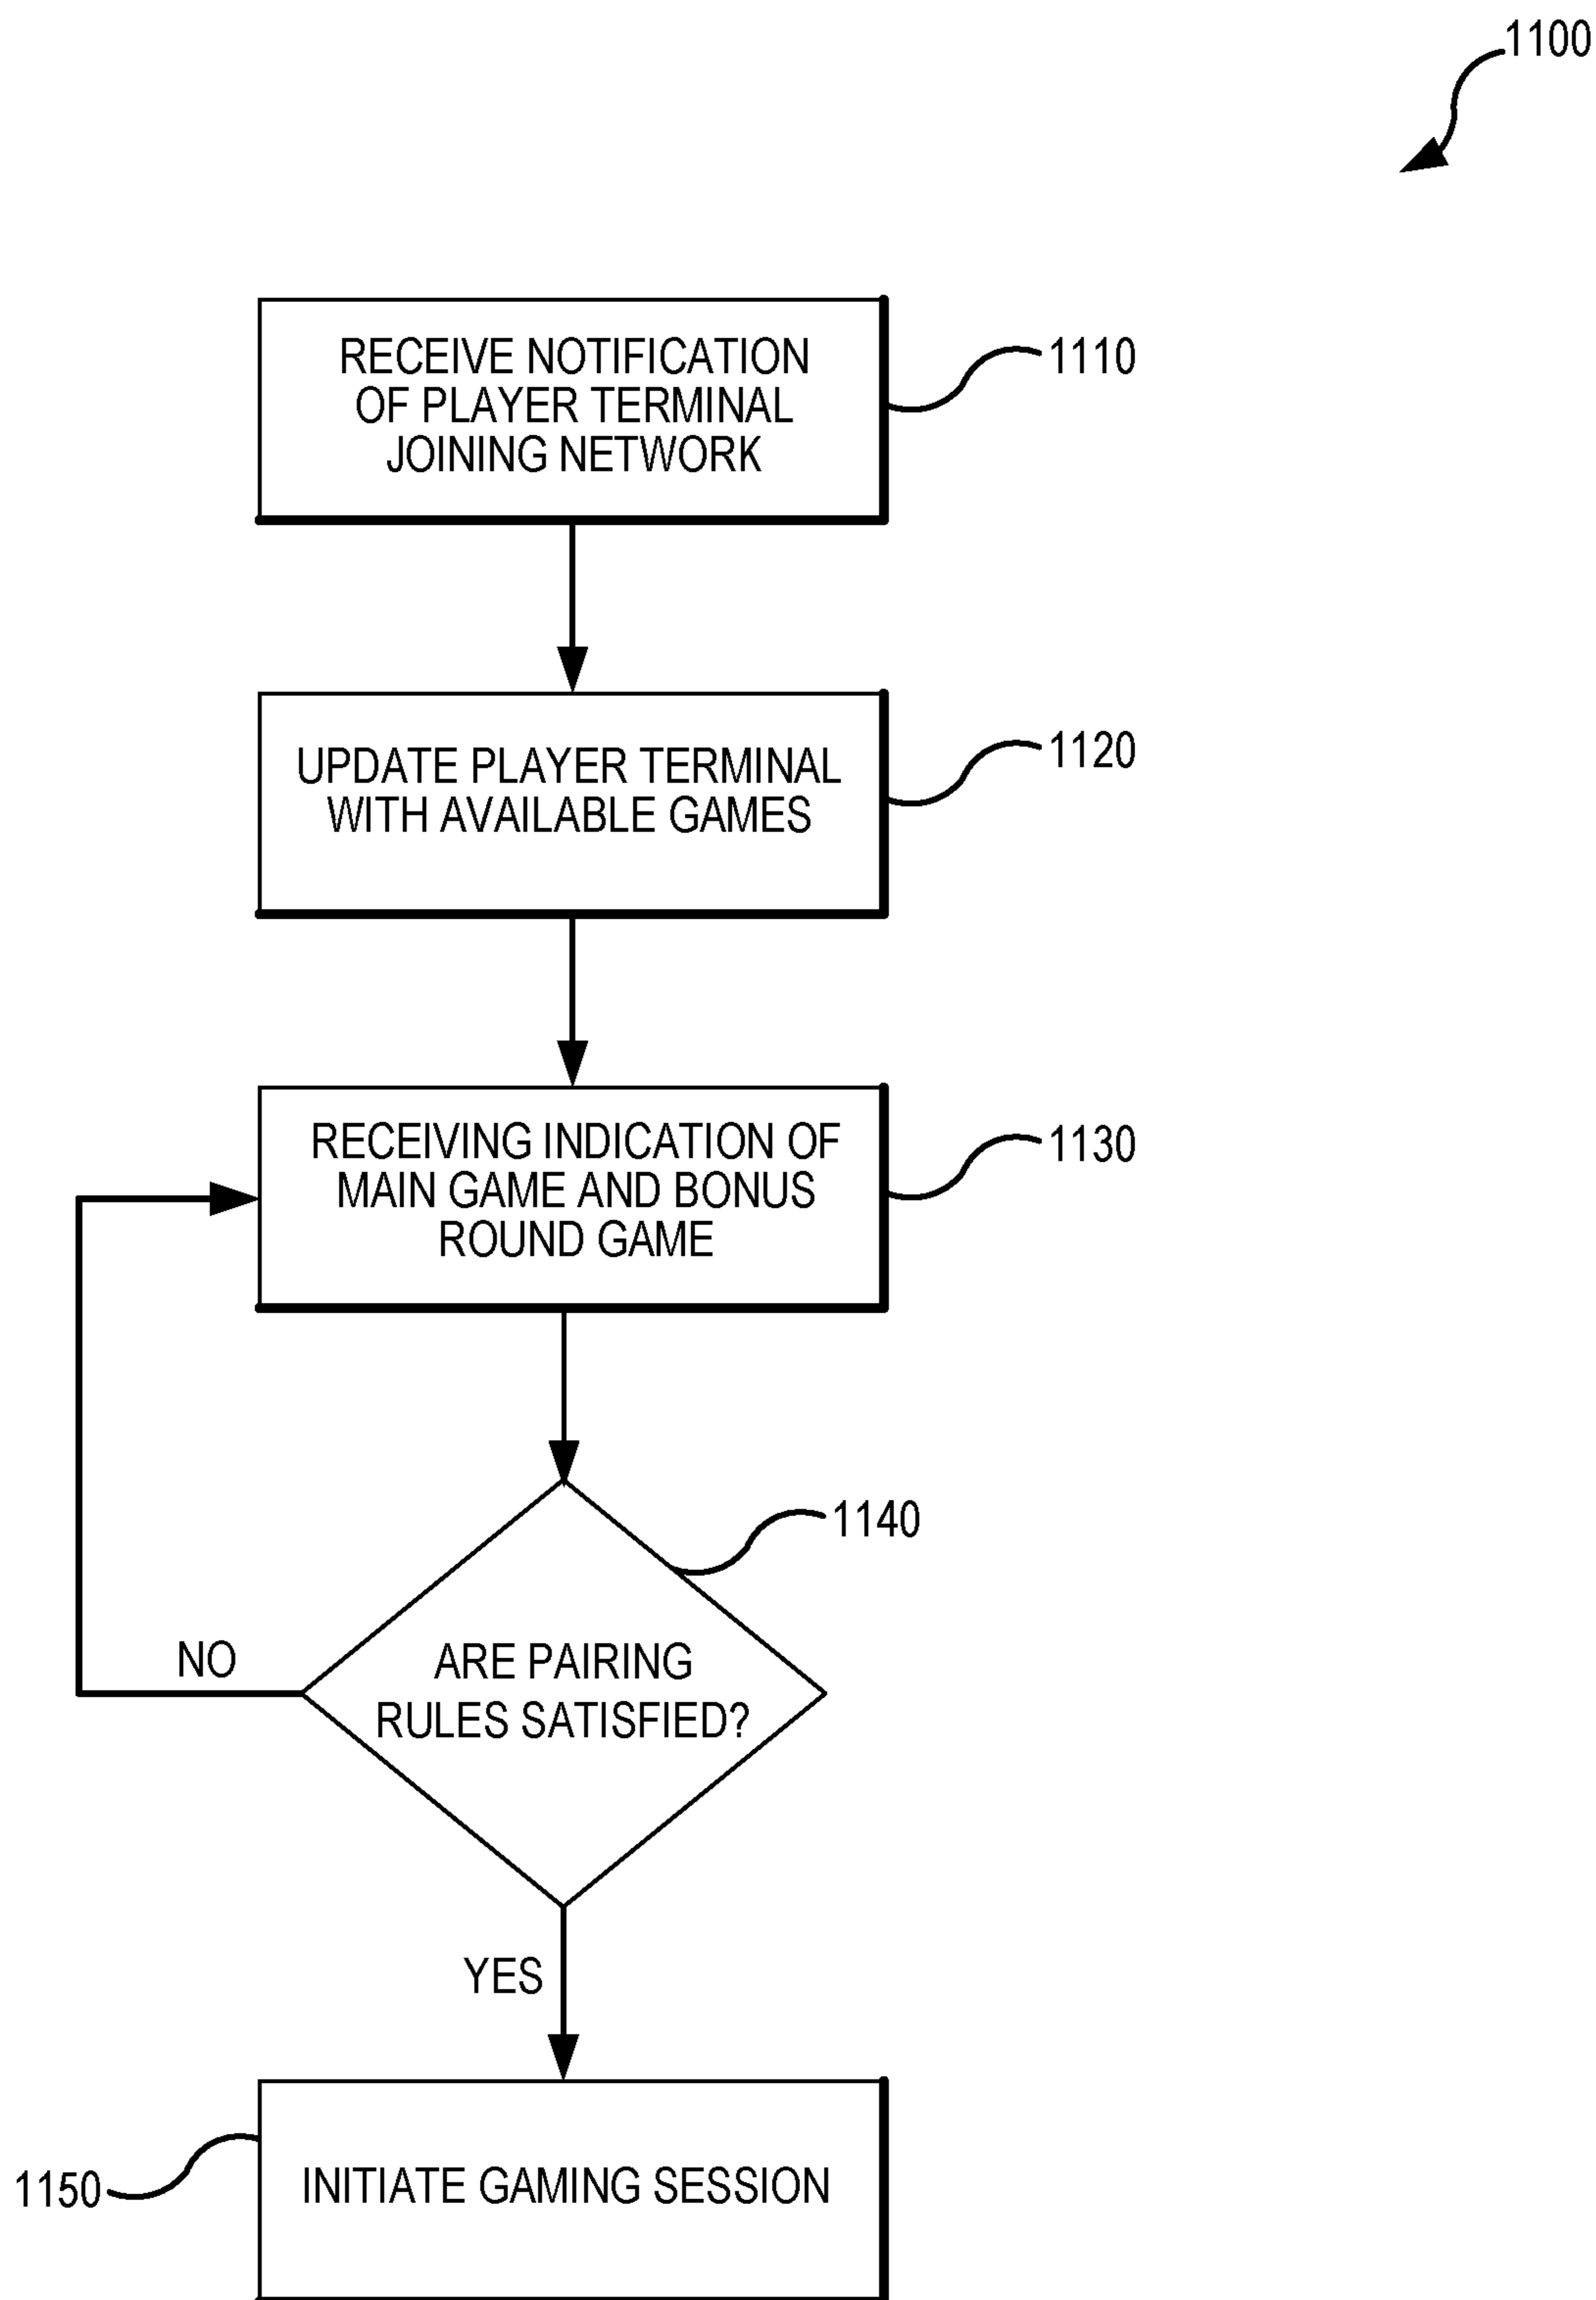 1100
RECEIVE NOTIFICATION
OF PLAYER TERMINAL
JOINING NETWORK
1110
UPDATE PLAYER TERMINAL
WITH AVAILABLE GAMES
1120
RECEIVING INDICATION OF
MAIN GAME AND BONUS
ROUND GAME
1130
1140
ARE PAIRING
RULES SATISFIED?
NO
YES
INITIATE GAMING SESSION
1150